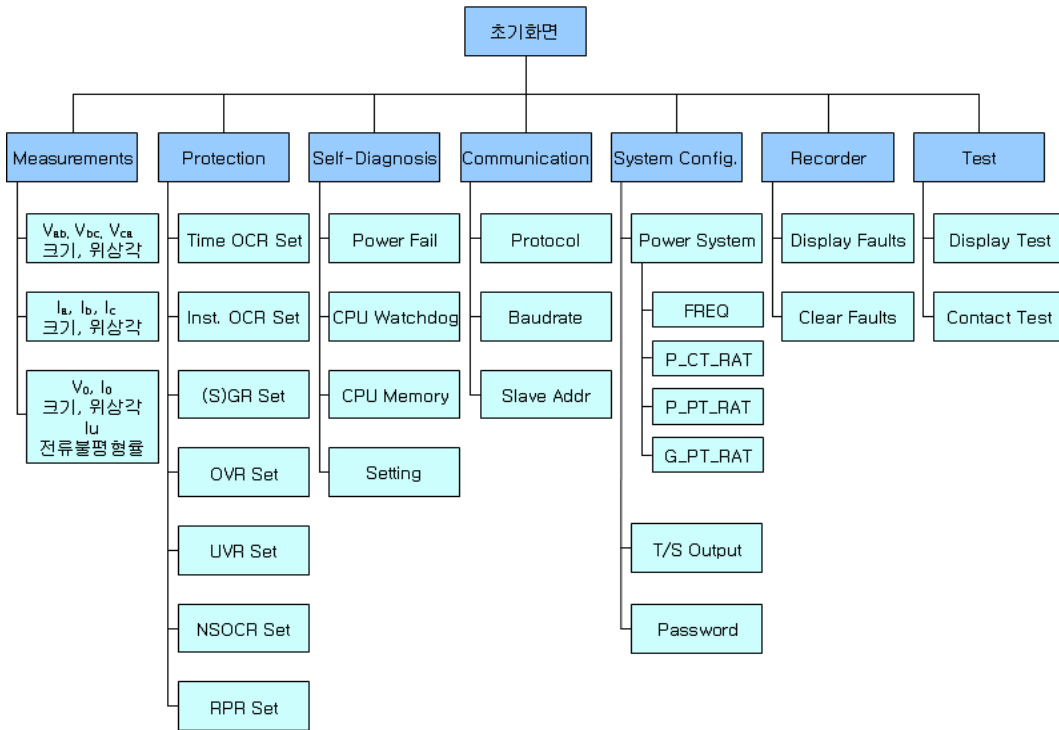 초기화면
Measurements
Protection
Self-Diagnosis
Communication
System Config.
Recorder
Test
Vab, Vbc, Vca
크기, 위상각
Ia, Ib, Ic
크기, 위상각
V0, I0
크기, 위상각
Iu
전류불평형률
Time OCR Set
Inst. OCR Set
(S)GR Set
OVR Set
UVR Set
NSOCR Set
RPR Set
Power Fail
CPU Watchdog
CPU Memory
Setting
Protocol
Baudrate
Slave Addr
Power System
FREQ
P_CT_RAT
P_PT_RAT
G_PT_RAT
T/S Output
Password
Display Faults
Clear Faults
Display Test
Contact Test